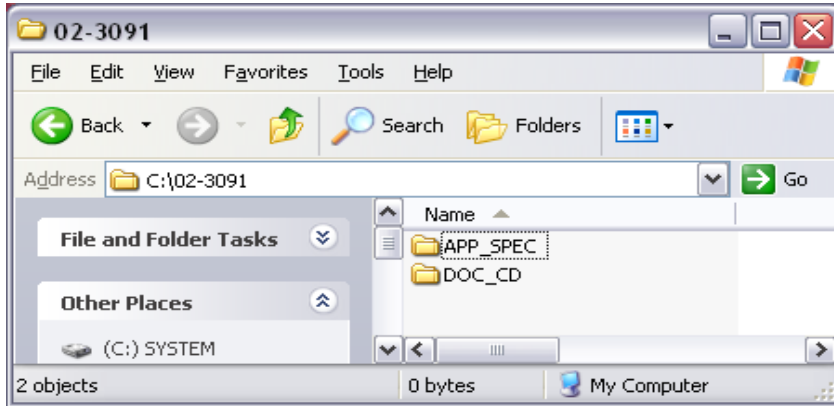 02-3091
File Edit View Favorites Tools Help
Back Search Folders
Address C:\02-3091 Go
Name
File and Folder Tasks
APP_SPEC
DOC_CD
Other Places
(C:) SYSTEM
2 objects 0 bytes My Computer